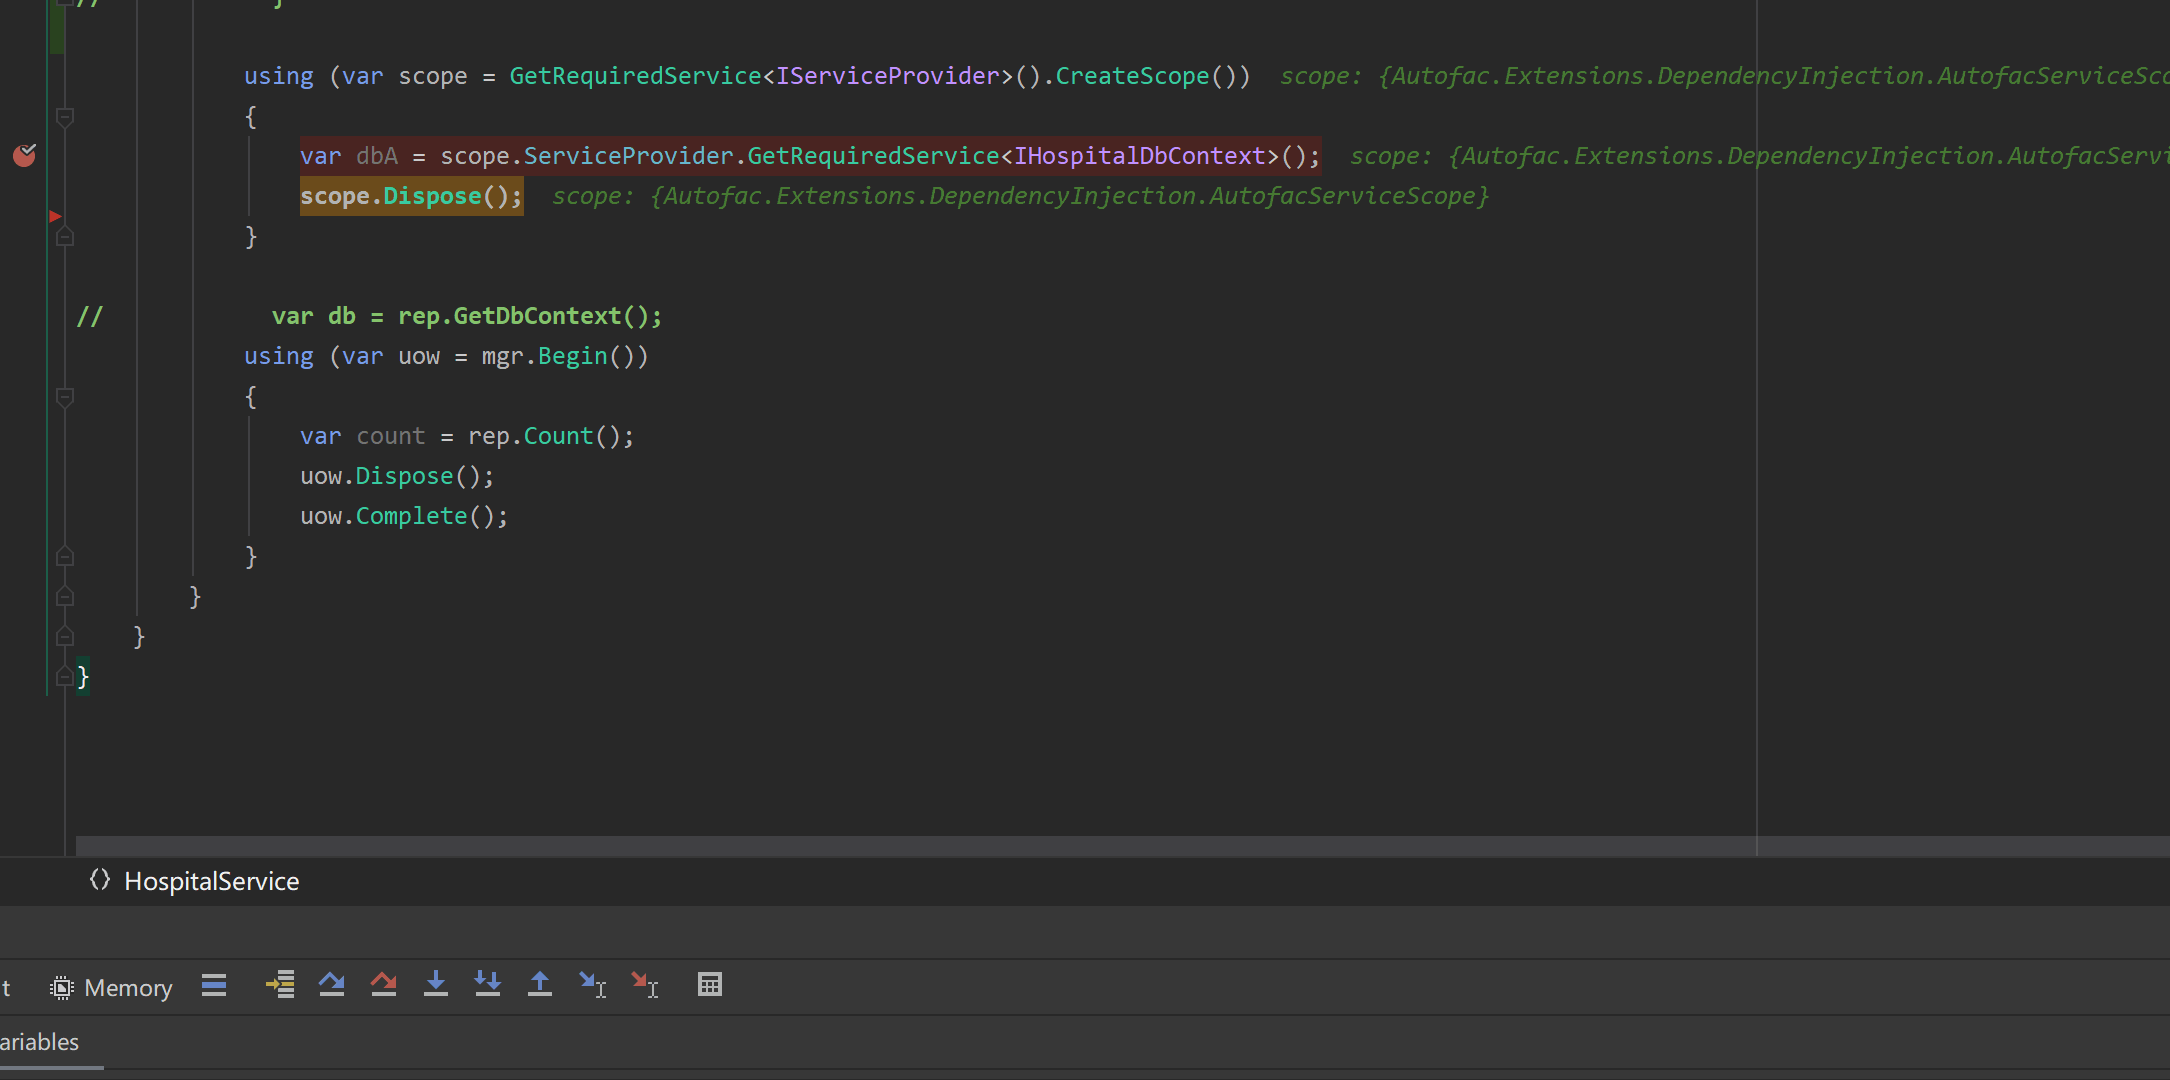 //            }
using (var scope = GetRequiredService<IServiceProvider>().CreateScope())  scope: {Autofac.Extensions.DependencyInjection.AutofacServiceSco
{
var dbA = scope.ServiceProvider.GetRequiredService<IHospitalDbContext>();  scope: {Autofac.Extensions.DependencyInjection.AutofacServi
scope.Dispose();  scope: {Autofac.Extensions.DependencyInjection.AutofacServiceScope}
}
//            var db = rep.GetDbContext();
using (var uow = mgr.Begin())
{
var count = rep.Count();
uow.Dispose();
uow.Complete();
}
}
}
}
HospitalService
t  Memory
ariables